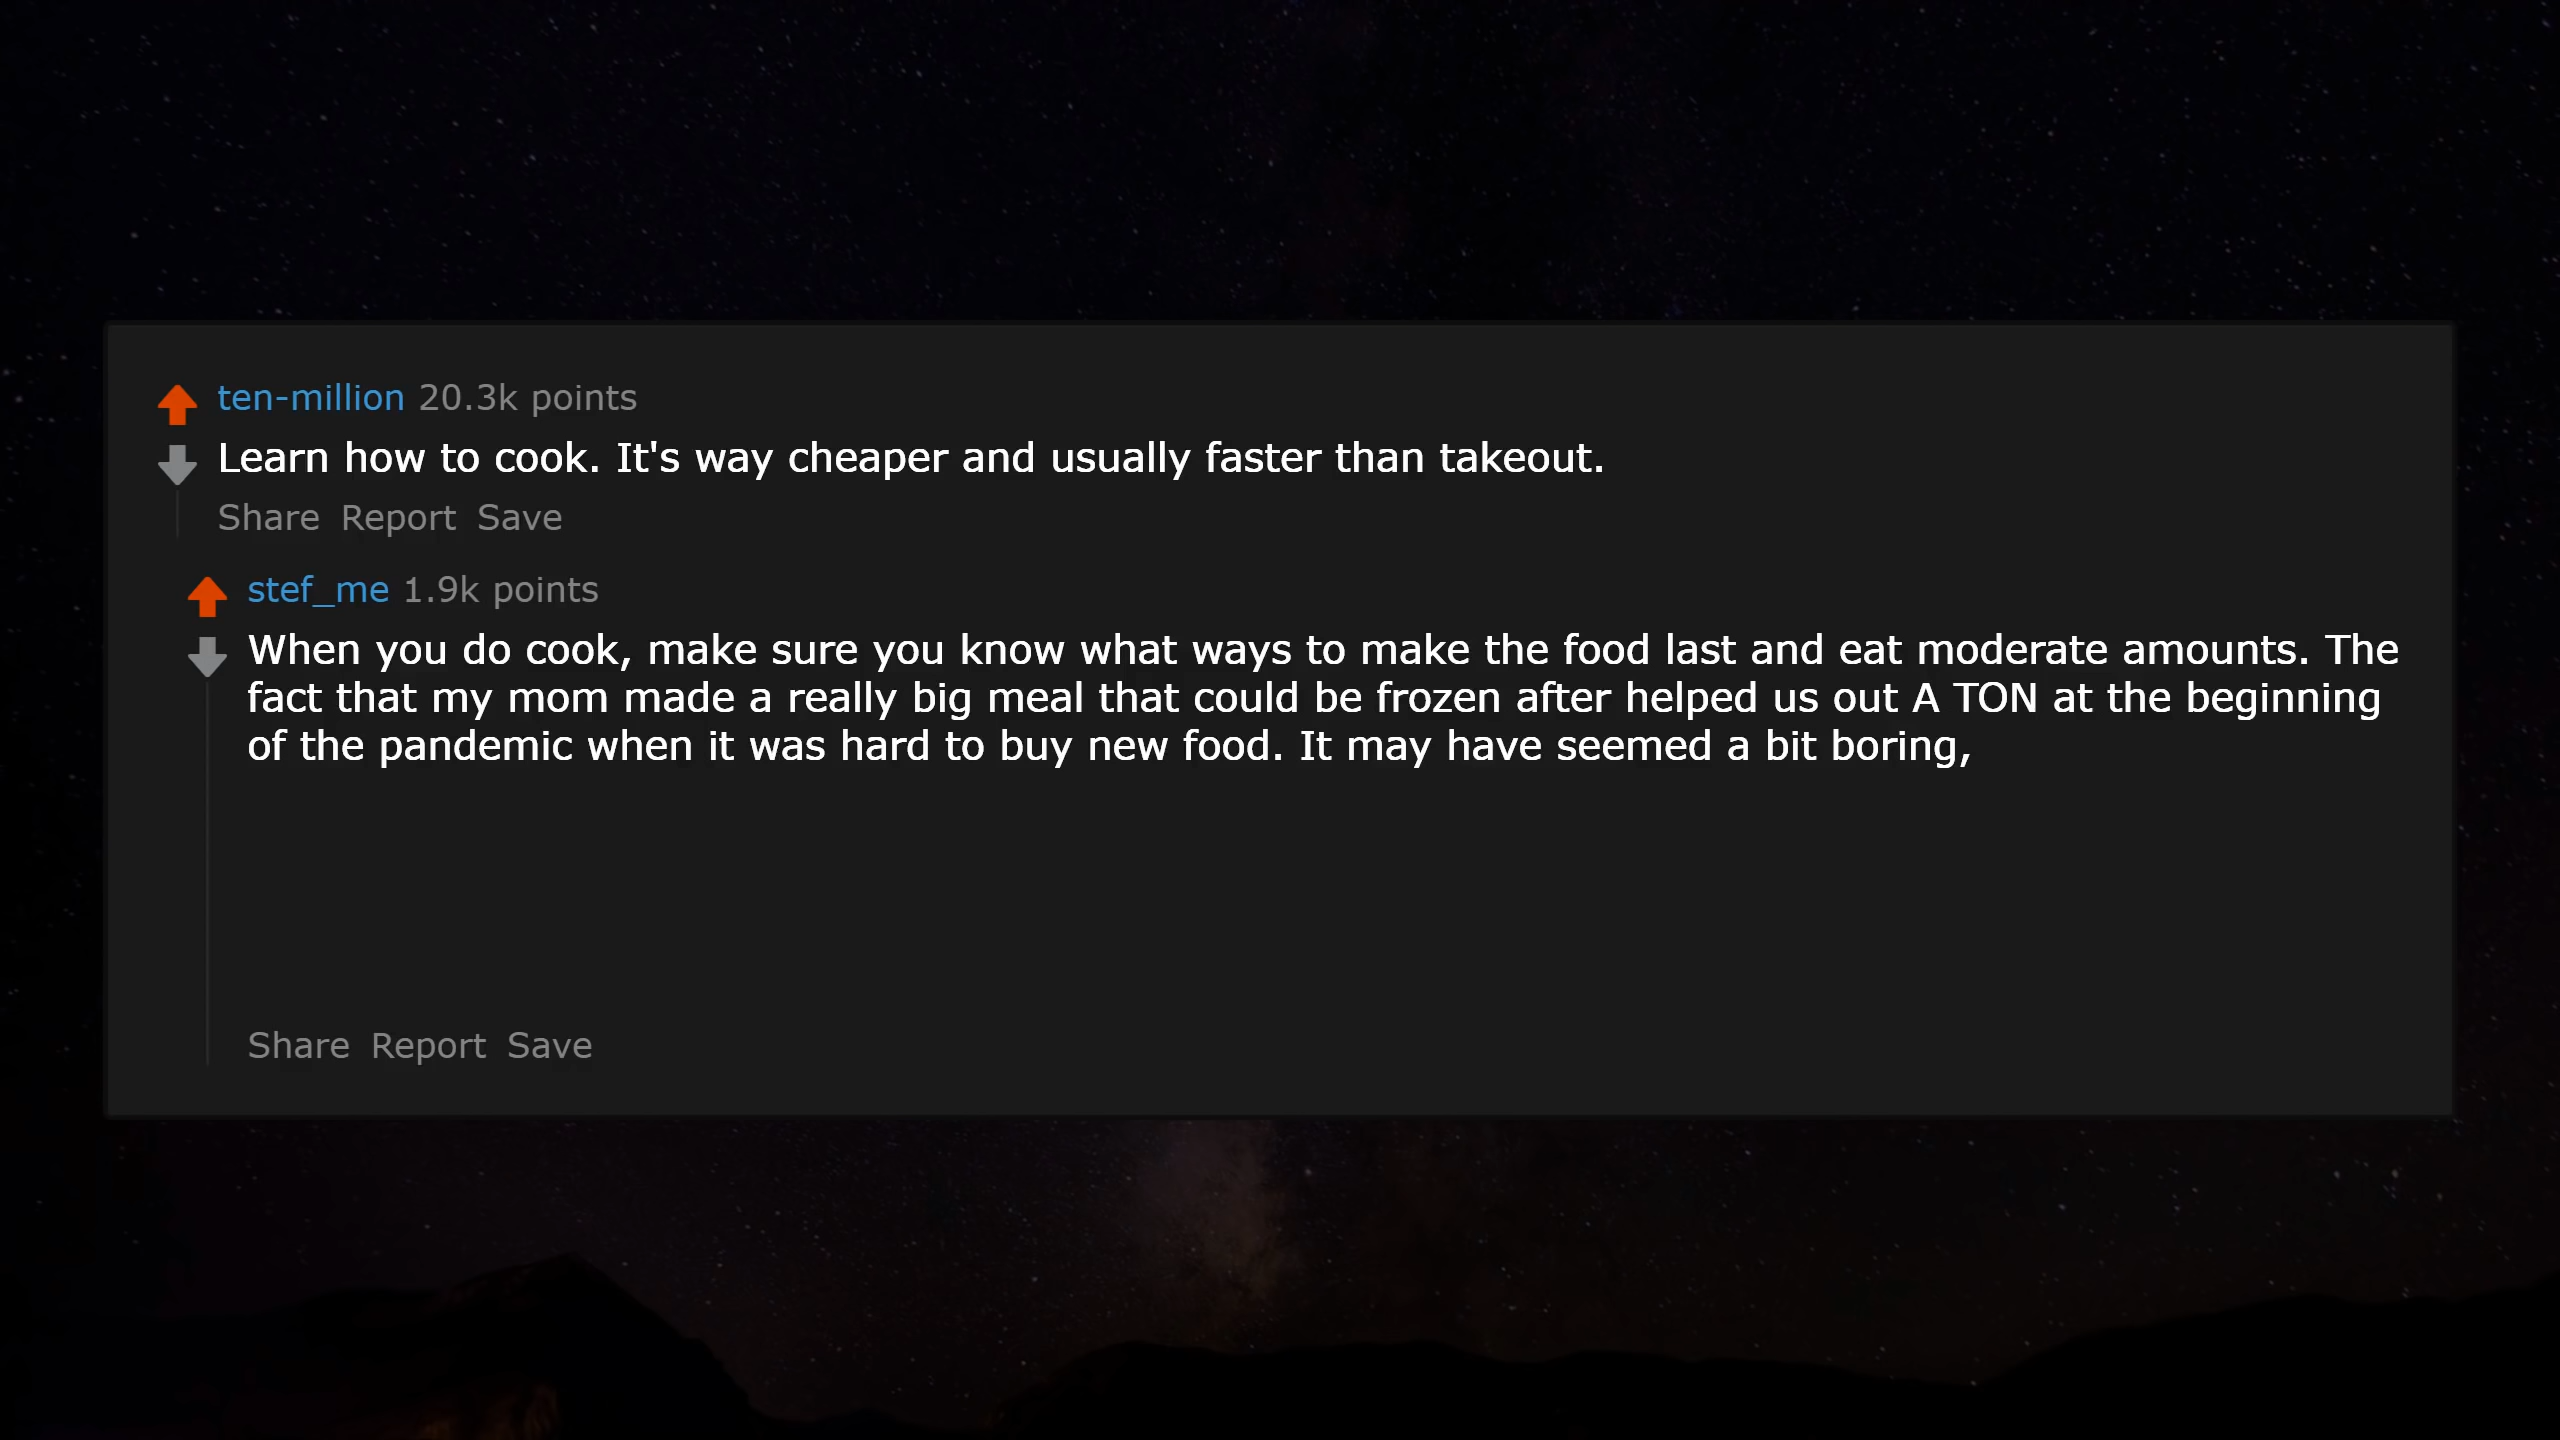 ten-million 20.3k points
Learn how to cook. It's way cheaper and usually faster than takeout.
Share Report Save
stef_me 1.9k points
When you do cook, make sure you know what ways to make the food last and eat moderate amounts. The
fact that my mom made a really big meal that could be frozen after helped us out A TON at the beginning
of the pandemic when it was hard to buy new food. It may have seemed a bit boring,
Share Report Save